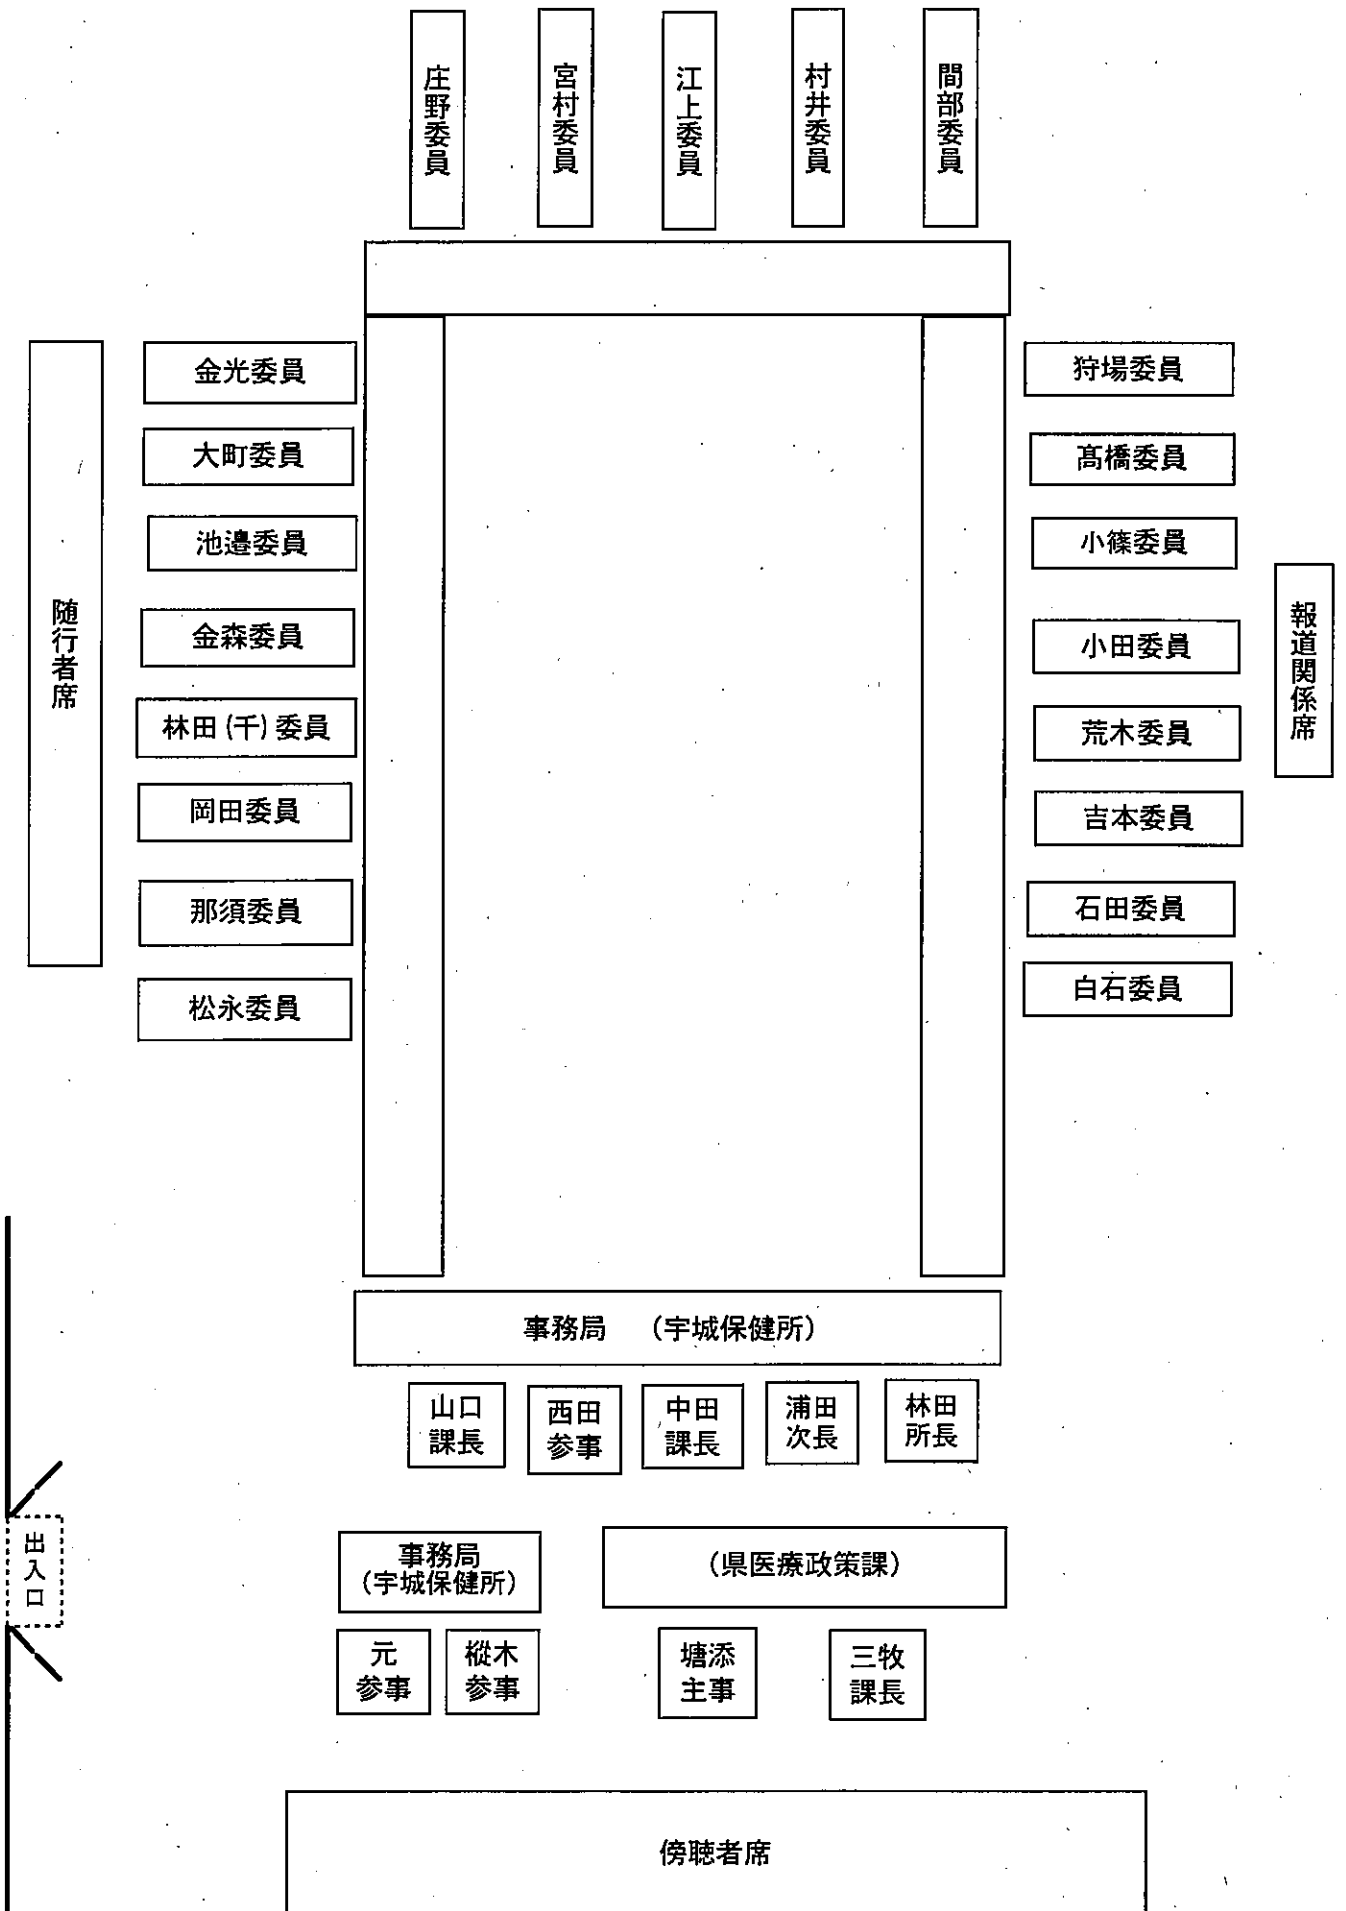 庄野委員
宮村委員
江上委員
村井委員
間部委員
金光委員
大町委員
池邉委員
金森委員
林田(千)委員
岡田委員
那須委員
松永委員
随行者席
狩場委員
髙橋委員
小篠委員
小田委員
荒木委員
吉本委員
石田委員
白石委員
報道関係席
事務局 (宇城保健所)
山口
課長
西田
参事
中田
課長
浦田
次長
林田
所長
出入口
事務局
(宇城保健所)
(県医療政策課)
元
参事
樅木
参事
塘添
主事
三牧
課長
傍聴者席